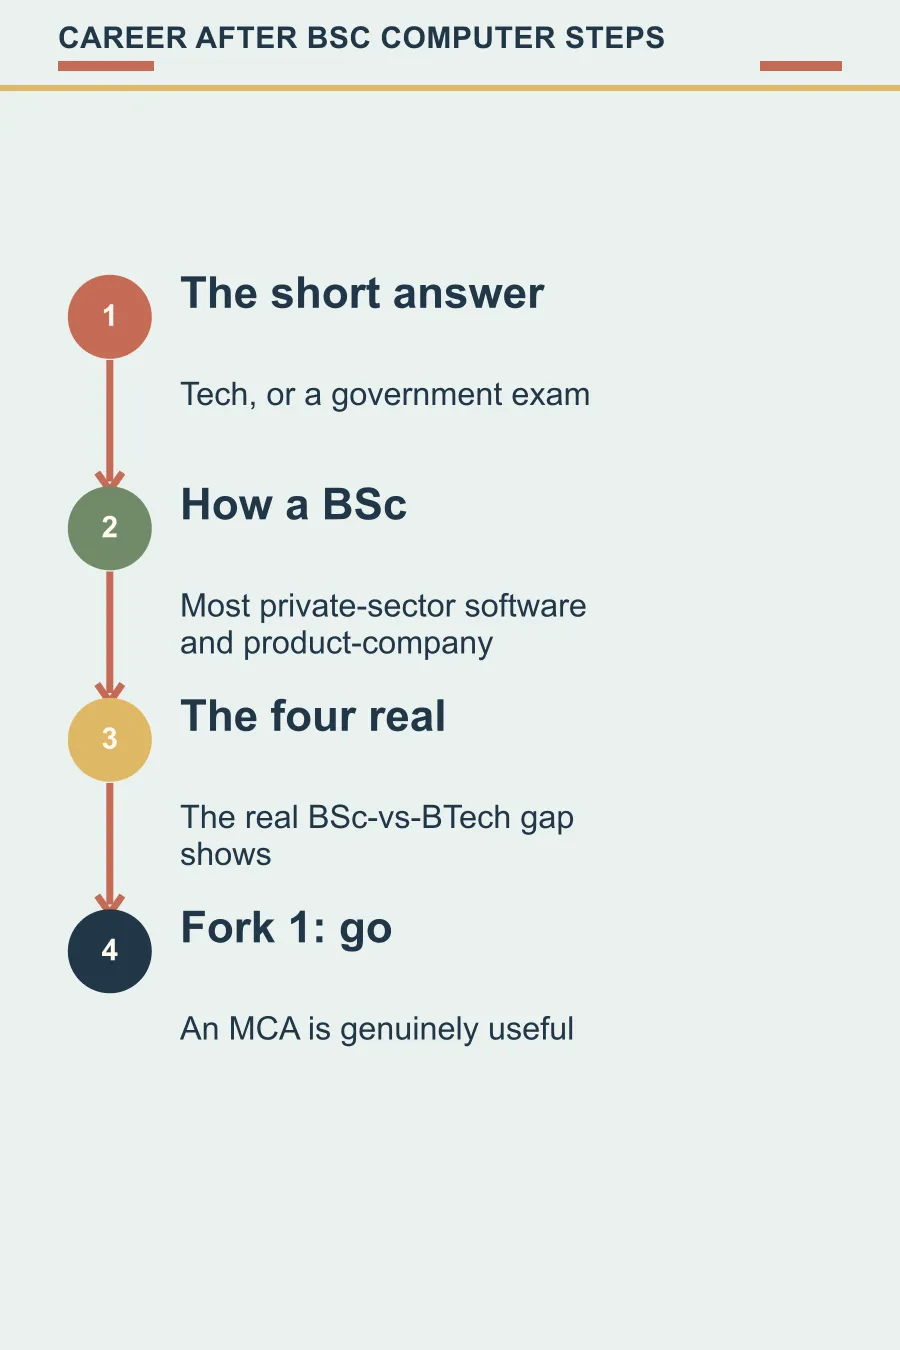 CAREER AFTER BSC COMPUTER STEPS
1
The short answer
Tech, or a government exam
2
How a BSc
Most private-sector software
and product-company
3
The four real
The real BSc-vs-BTech gap
shows
4
Fork 1: go
An MCA is genuinely useful